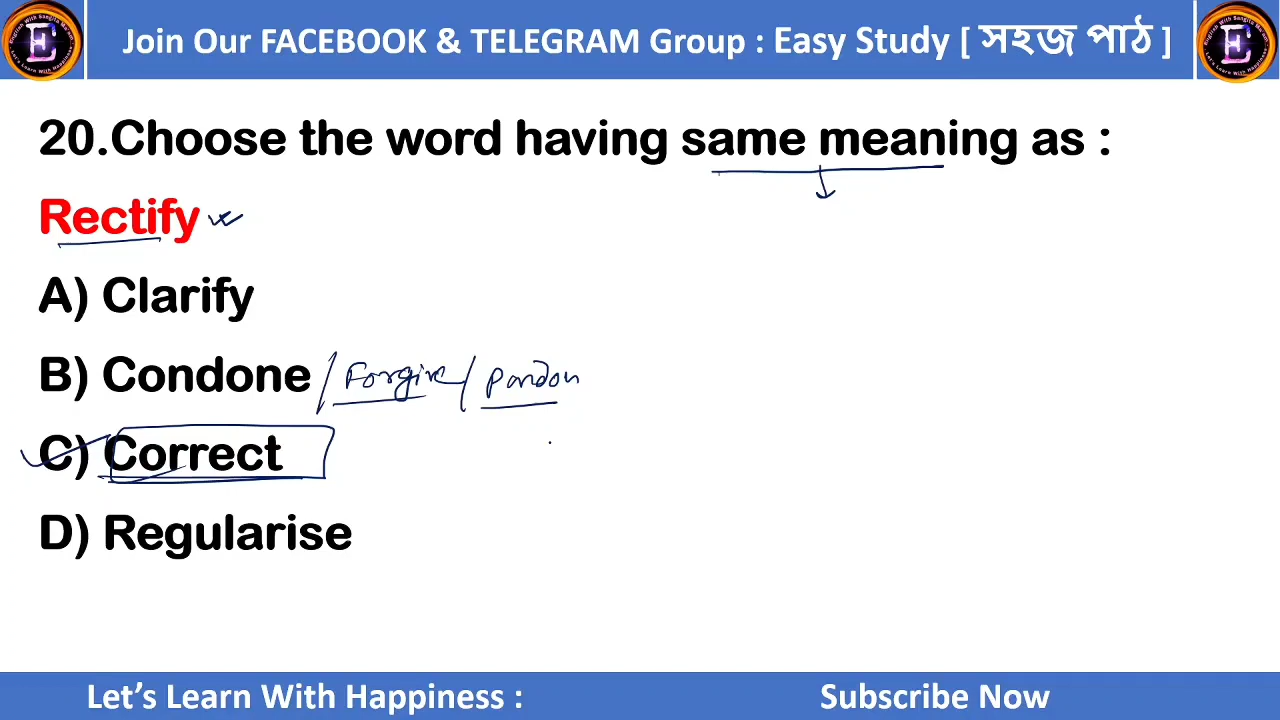 Join Our FACEBOOK & TELEGRAM Group : Easy Study [ সহজ পাঠ ]
20.Choose the word having same meaning as :
Rectify
A) Clarify
B) Condone / Forgive / Pardon
C) Correct
D) Regularise
Let's Learn With Happiness :
Subscribe Now